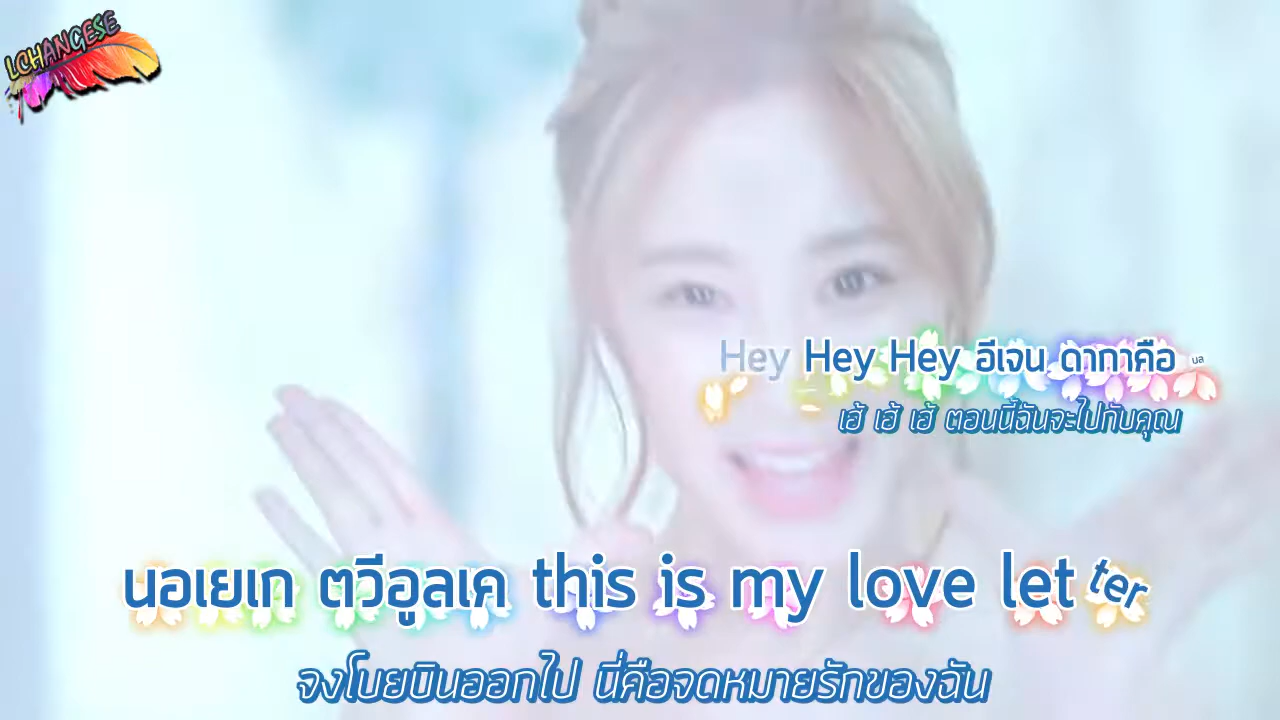 LCHANGESE
Hey Hey Hey อีเจน ดากาคือ นล
เฮ้ เฮ้ เฮ้ ตอนนี้ฉันจะไปกับคุณ
นอเยเก ตวีอูลเค this is my love letter
จงโบยบินออกไป นี่คือจดหมายรักของฉัน